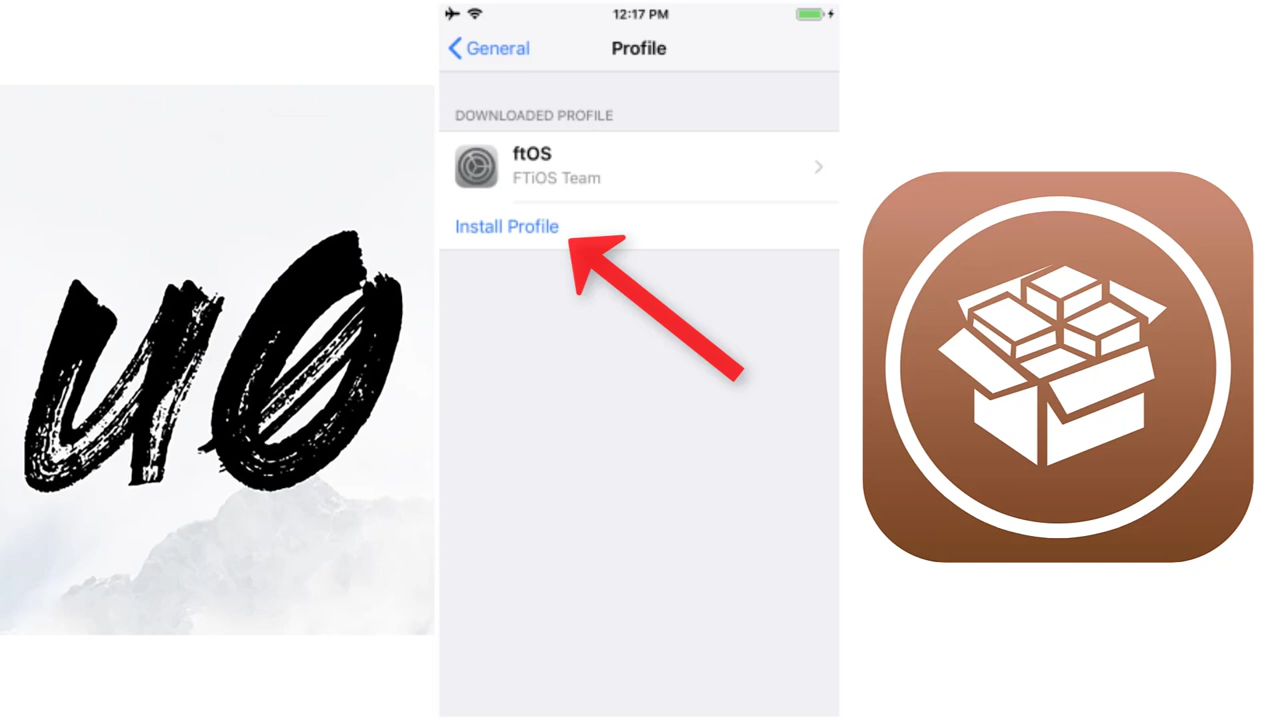 u0
12:17 PM
General
Profile
DOWNLOADED PROFILE
ftOS
FTiOS Team
Install Profile